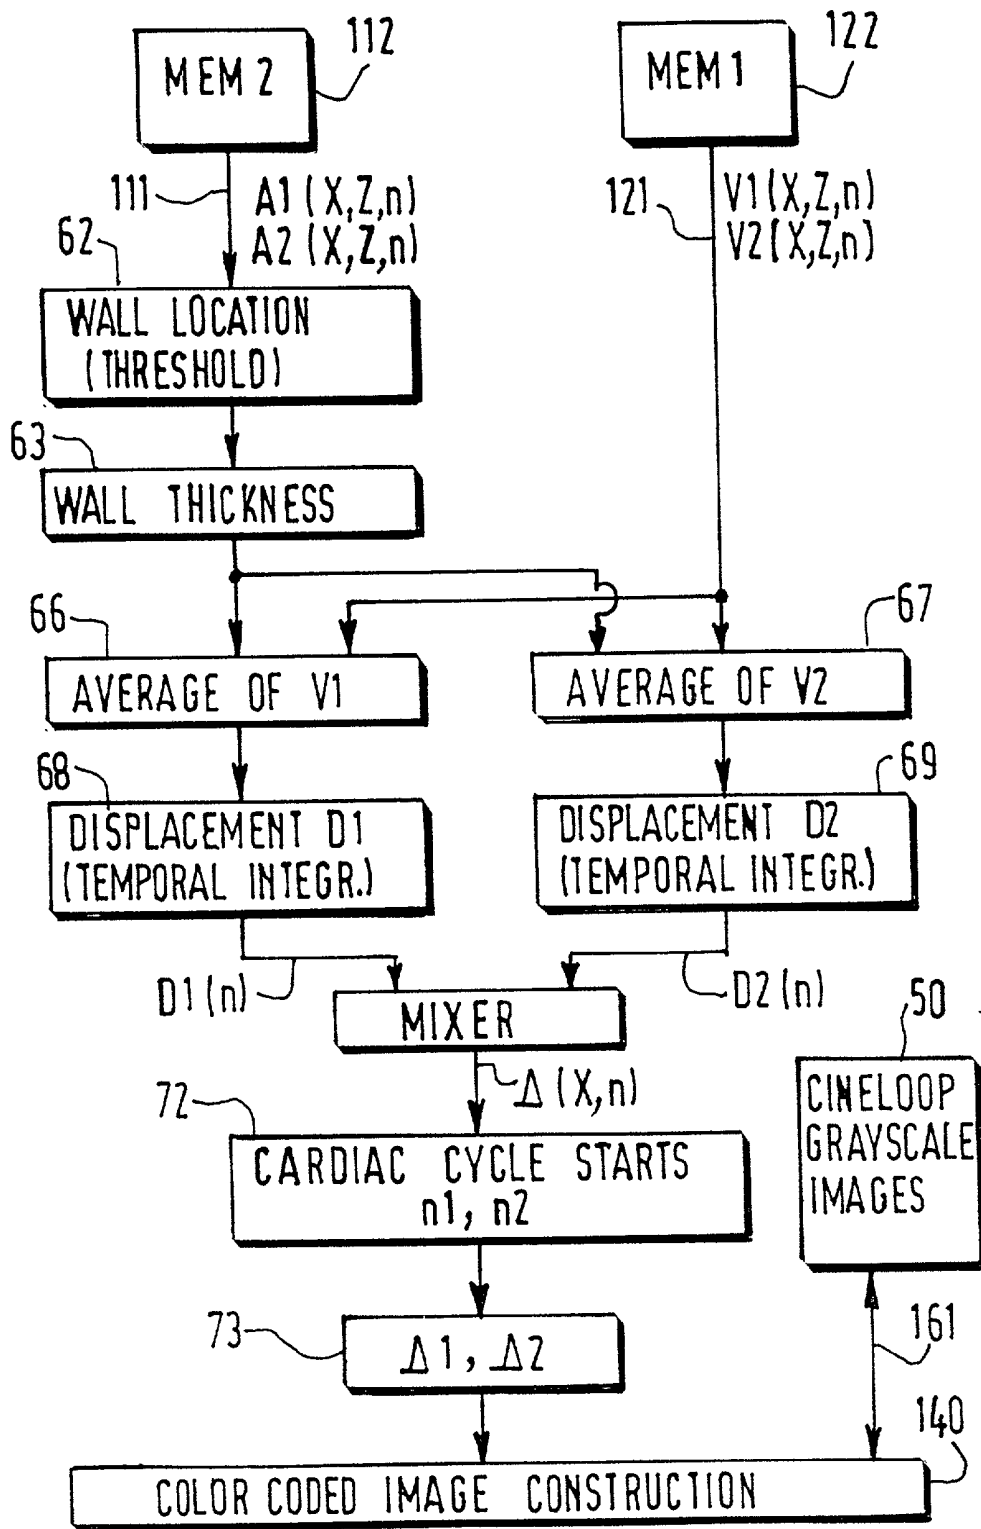 112
122
MEM 2
MEM 1
111
A1 (X,Z,n)
A2 (X,Z,n)
121
V1 (X,Z,n)
V2 (X,Z,n)
62
WALL LOCATION
(THRESHOLD)
63
WALL THICKNESS
66
67
AVERAGE OF V1
AVERAGE OF V2
68
69
DISPLACEMENT D1
(TEMPORAL INTEGR.)
DISPLACEMENT D2
(TEMPORAL INTEGR.)
D1 (n)
D2 (n)
MIXER
50
Δ (X,n)
72
CARDIAC CYCLE STARTS
n1, n2
CINELOOP
GRAYSCALE
IMAGES
73
Δ1, Δ2
161
140
COLOR CODED IMAGE CONSTRUCTION